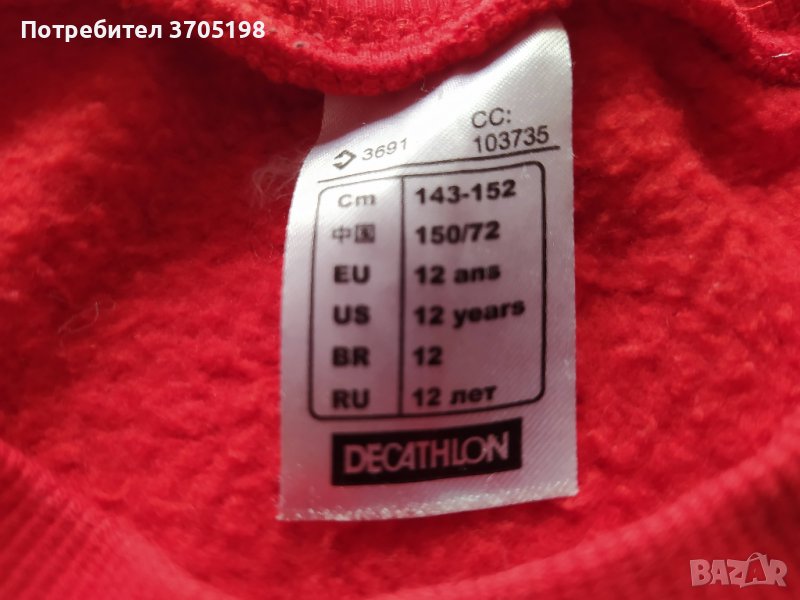 Потребител 3705198
3691
CC:
103735
Cm 143-152
中国 150/72
EU 12 ans
US 12 years
BR 12
RU 12 лет
DECATHLON
BAZAR